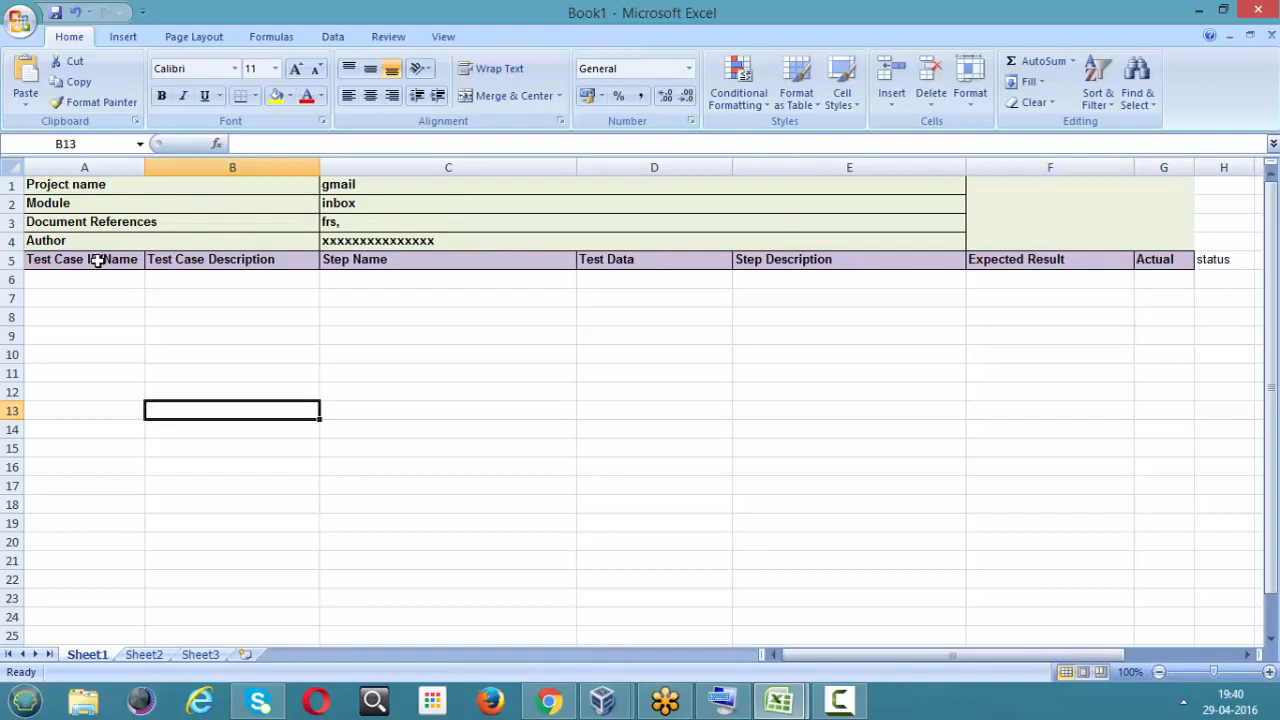 Book1 - Microsoft Excel
Home Insert Page Layout Formulas Data Review View
Paste
Cut
Copy
Format Painter
Calibri 11
B I U
Wrap Text
Merge & Center
General
% ,
Conditional Formatting
Format as Table
Cell Styles
Insert Delete Format
Σ AutoSum
Fill
Clear
Sort & Filter
Find & Select
Clipboard Font Alignment Number Styles Cells Editing
B13 fx
A B C D E F G H
1 Project name gmail
2 Module inbox
3 Document References frs,
4 Author xxxxxxxxxxxxxxx
5 Test Case Name Test Case Description Step Name Test Data Step Description Expected Result Actual status
6
7
8
9
10
11
12
13
14
15
16
17
18
19
20
21
22
23
24
25
Sheet1 Sheet2 Sheet3
Ready 100%
19:40
29-04-2016